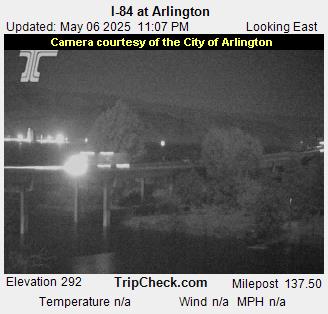 I-84 at Arlington
Updated: May 06 2025 11:07 PM Looking East
Camera courtesy of the City of Arlington
Elevation 292 TripCheck.com Milepost 137.50
Temperature n/a Wind n/a MPH n/a